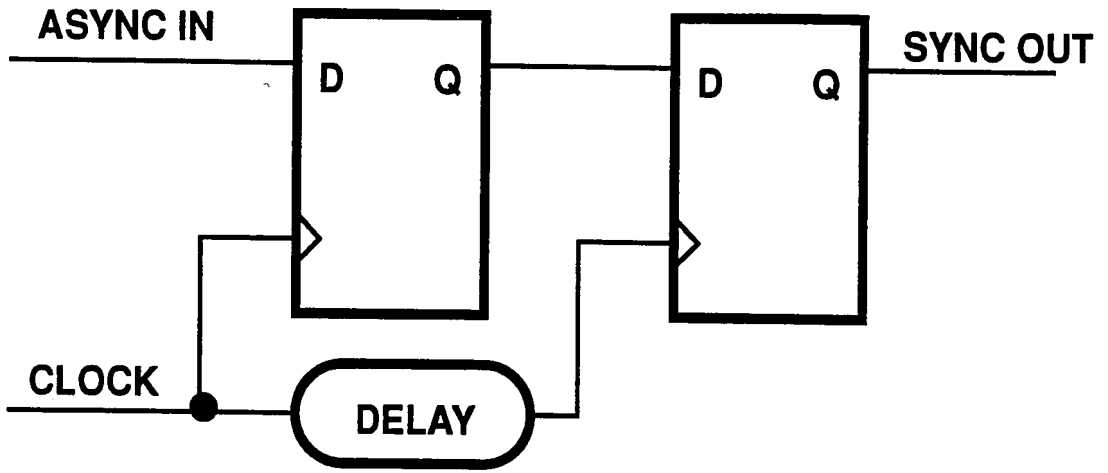 ASYNC IN
SYNC OUT
D Q
D Q
CLOCK
DELAY